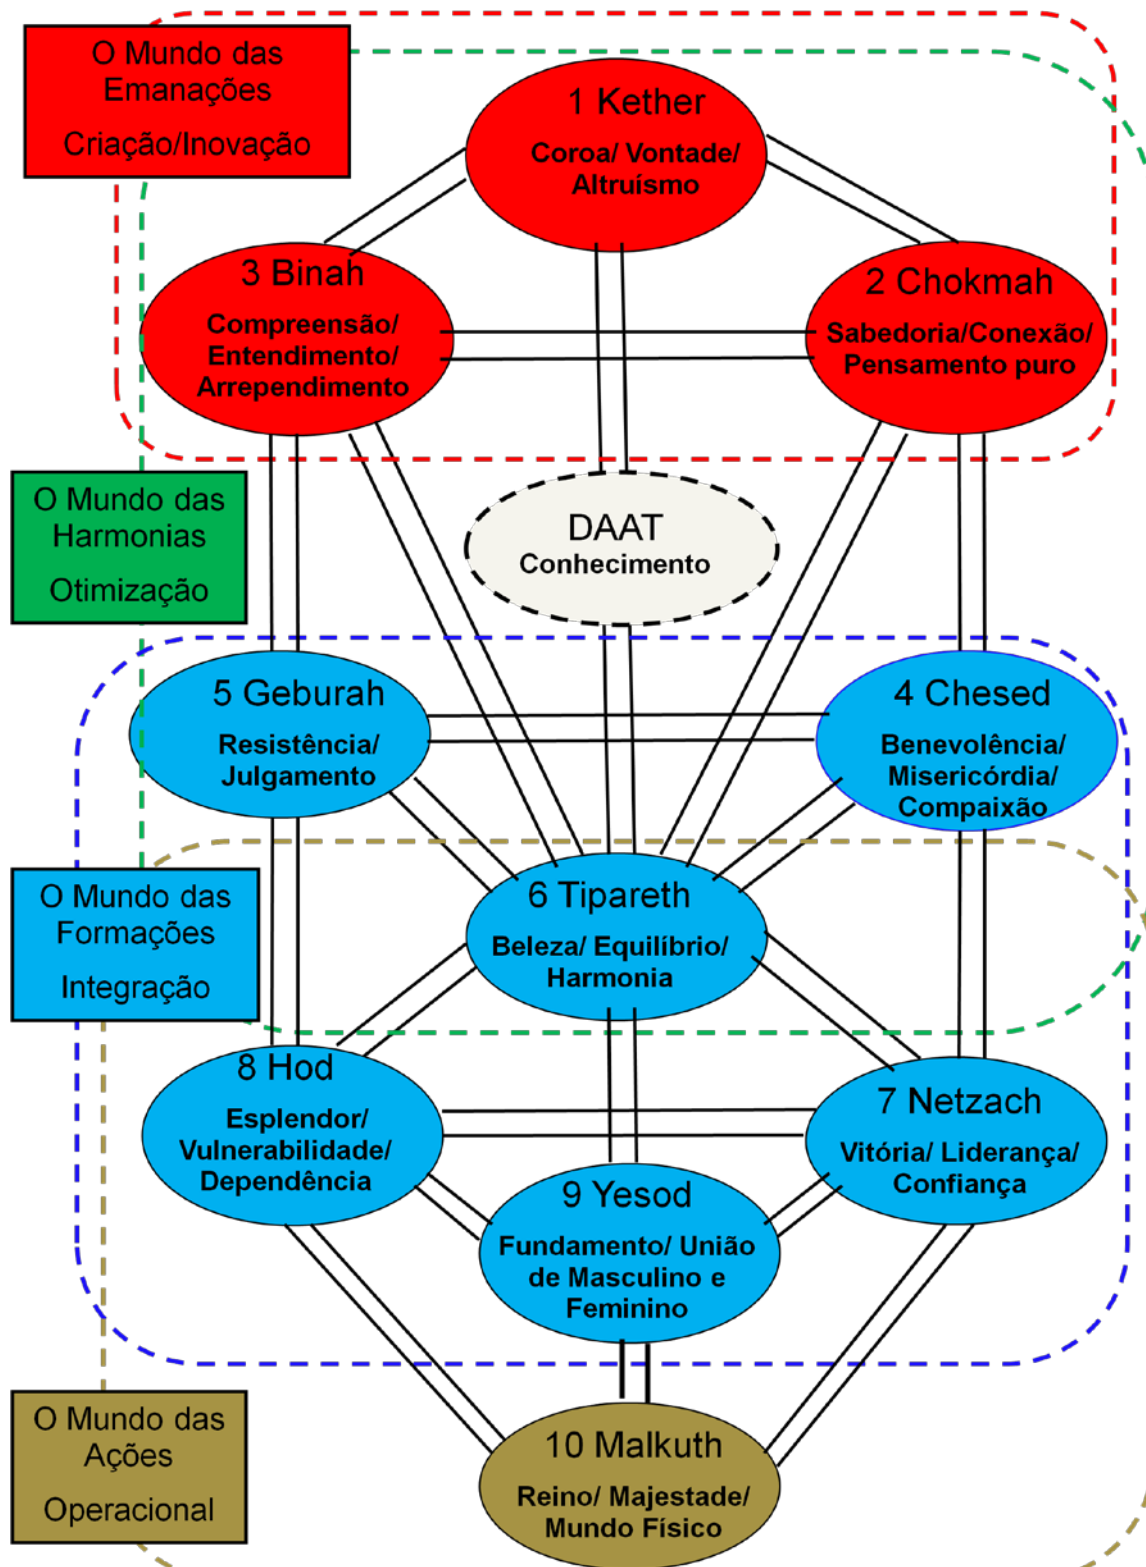 O Mundo das
Emanações
Criação/Inovação
1 Kether
Coroa/ Vontade/
Altruísmo
3 Binah
Compreensão/
Entendimento/
Arrependimento
2 Chokmah
Sabedoria/Conexão/
Pensamento puro
O Mundo das
Harmonias
Otimização
DAAT
Conhecimento
5 Geburah
Resistência/
Julgamento
4 Chesed
Benevolência/
Misericórdia/
Compaixão
O Mundo das
Formações
Integração
6 Tipareth
Beleza/ Equilíbrio/
Harmonia
8 Hod
Esplendor/
Vulnerabilidade/
Dependência
7 Netzach
Vitória/ Liderança/
Confiança
9 Yesod
Fundamento/ União
de Masculino e
Feminino
O Mundo das
Ações
Operacional
10 Malkuth
Reino/ Majestade/
Mundo Físico